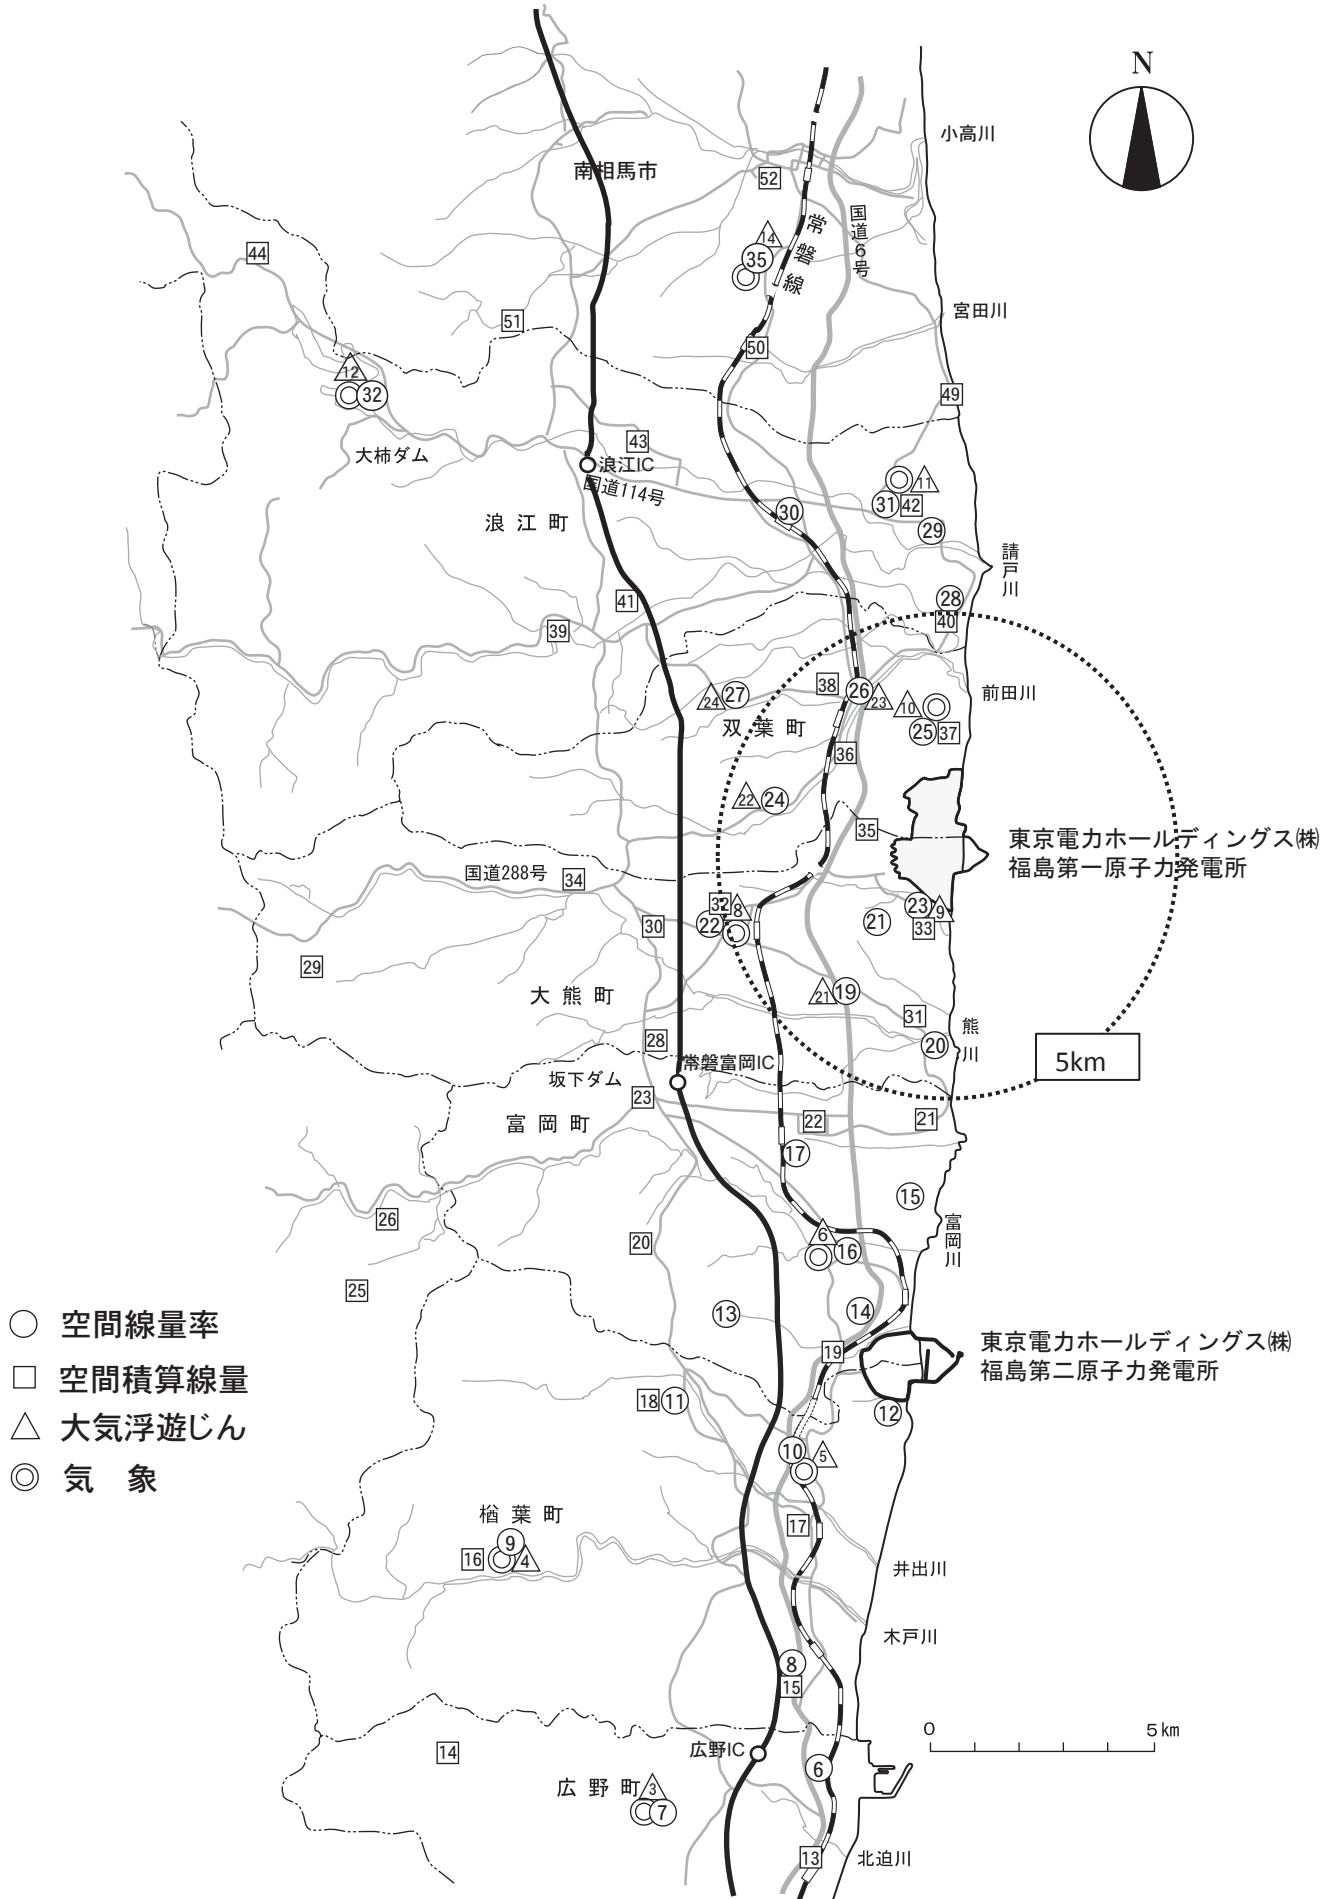 N
小高川
南相馬市
52
国道6号
14
常磐線
35
44
宮田川
51
50
12
32
49
大柿ダム
43
浪江IC
国道114号
11
31
42
30
29
浪江町
請戸川
28
41
40
39
38
26
23
10
24
27
前田川
双葉町
25
37
36
22
24
35
東京電力ホールディングス㈱
福島第一原子力発電所
国道288号
34
32
8
22
23
9
21
33
30
29
21
19
大熊町
31
熊川
20
28
常磐富岡IC
5km
坂下ダム
23
富岡町
22
21
17
15
26
6
16
富岡川
20
25
13
14
○ 空間線量率
19
東京電力ホールディングス㈱
福島第二原子力発電所
□ 空間積算線量
18
11
12
△ 大気浮遊じん
10
5
◎ 気 象
楢葉町
17
9
16
4
井出川
木戸川
8
15
0 5km
14
広野IC
6
広野町
3
7
13
北迫川